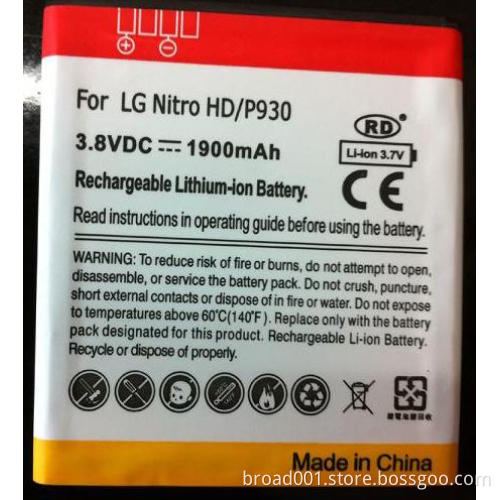 For LG Nitro HD/P930
RD
®
3.8VDC 1900mAh
Li-ion 3.7V
Rechargeable Lithium-ion Battery.
CE
Read instructions in operating guide before using the battery.
WARNING: To reduce risk of fire or burns, do not attempt to open,
disassemble, or service the battery pack. Do not crush, puncture,
short external contacts or dispose of in fire or water. Do not expose
to temperatures above 60℃(140℉). Replace only with the battery
pack designated for this product. Rechargeable Li-ion Battery.
Recycle or dispose of properly.
Made in China
broad001.store.bossgoo.com